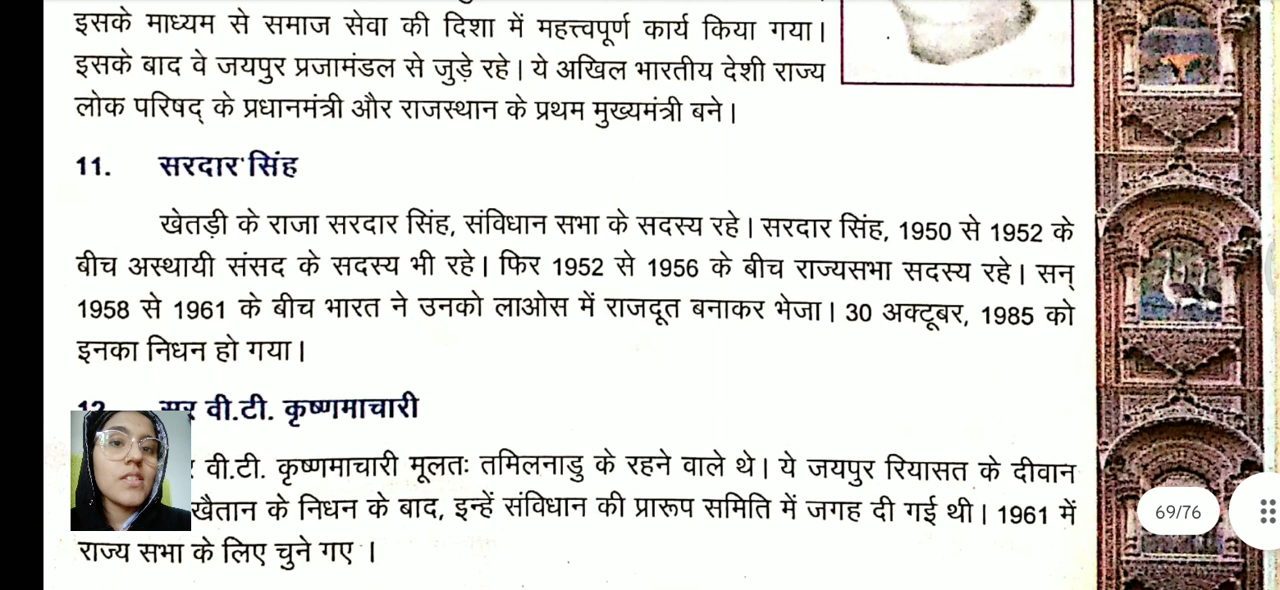 इसके माध्यम से समाज सेवा की दिशा में महत्त्वपूर्ण कार्य किया गया।
इसके बाद वे जयपुर प्रजामंडल से जुड़े रहे। ये अखिल भारतीय देशी राज्य
लोक परिषद् के प्रधानमंत्री और राजस्थान के प्रथम मुख्यमंत्री बने।
11. सरदार सिंह
खेतड़ी के राजा सरदार सिंह, संविधान सभा के सदस्य रहे। सरदार सिंह, 1950 से 1952 के
बीच अस्थायी संसद के सदस्य भी रहे। फिर 1952 से 1956 के बीच राज्यसभा सदस्य रहे। सन्
1958 से 1961 के बीच भारत ने उनको लाओस में राजदूत बनाकर भेजा। 30 अक्टूबर, 1985 को
इनका निधन हो गया।
12. सर वी.टी. कृष्णमाचारी
वी.टी. कृष्णमाचारी मूलतः तमिलनाडु के रहने वाले थे। ये जयपुर रियासत के दीवान
खैतान के निधन के बाद, इन्हें संविधान की प्रारूप समिति में जगह दी गई थी। 1961 में
राज्य सभा के लिए चुने गए ।
69/76